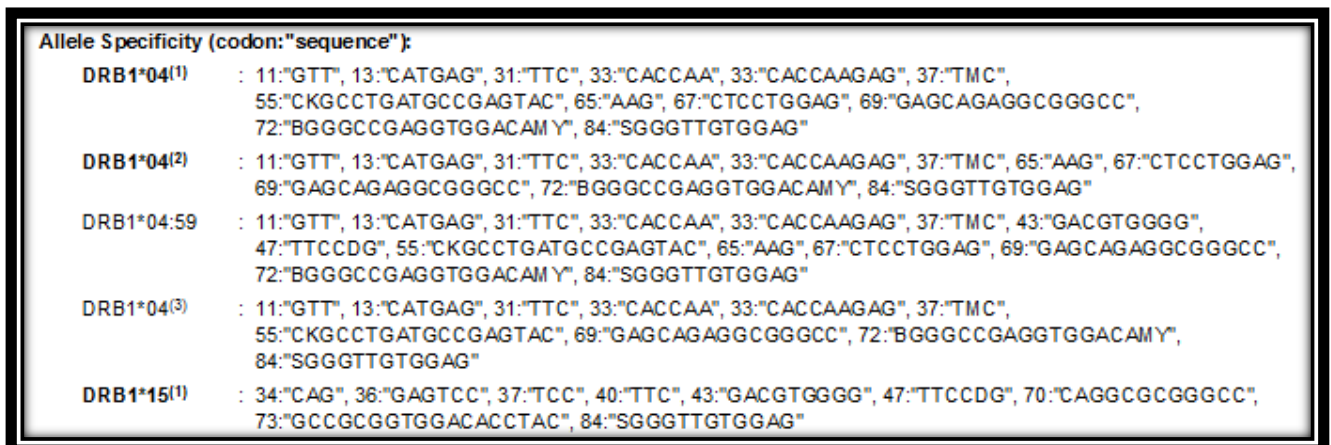 Allele Specificity (codon:"sequence"):
DRB1*04(1) : 11:"GTT", 13:"CATGAG", 31:"TTC", 33:"CACCAA", 33:"CACCAAGAG", 37:"TMC",
55:"CKGCCTGATGCCGAGTAC", 65:"AAG", 67:"CTCCTGGAG", 69:"GAGCAGAGGCGGGCC",
72:"BGGGCCGAGGTGGACAMY", 84:"SGGGTTGTGGAG"
DRB1*04(2) : 11:"GTT", 13:"CATGAG", 31:"TTC", 33:"CACCAA", 33:"CACCAAGAG", 37:"TMC", 65:"AAG", 67:"CTCCTGGAG",
69:"GAGCAGAGGCGGGCC", 72:"BGGGCCGAGGTGGACAMY", 84:"SGGGTTGTGGAG"
DRB1*04:59 : 11:"GTT", 13:"CATGAG", 31:"TTC", 33:"CACCAA", 33:"CACCAAGAG", 37:"TMC", 43:"GACGTGGGG",
47:"TTCCDG", 55:"CKGCCTGATGCCGAGTAC", 65:"AAG", 67:"CTCCTGGAG", 69:"GAGCAGAGGCGGGCC",
72:"BGGGCCGAGGTGGACAMY", 84:"SGGGTTGTGGAG"
DRB1*04(3) : 11:"GTT", 13:"CATGAG", 31:"TTC", 33:"CACCAA", 33:"CACCAAGAG", 37:"TMC",
55:"CKGCCTGATGCCGAGTAC", 69:"GAGCAGAGGCGGGCC", 72:"BGGGCCGAGGTGGACAMY",
84:"SGGGTTGTGGAG"
DRB1*15(1) : 34:"CAG", 36:"GAGTCC", 37:"TCC", 40:"TTC", 43:"GACGTGGGG", 47:"TTCCDG", 70:"CAGGCGCGGGCC",
73:"GCCGCGGTGGACACCTAC", 84:"SGGGTTGTGGAG"